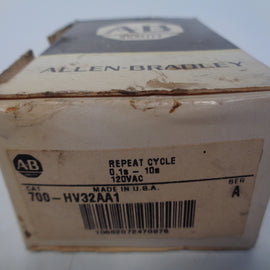 AB
ALLEN-BRADLEY
AB
REPEAT CYCLE
0.1s - 10s
120VAC
CAT
SER
MADE IN U.S.A.
700-HV32AA1
A